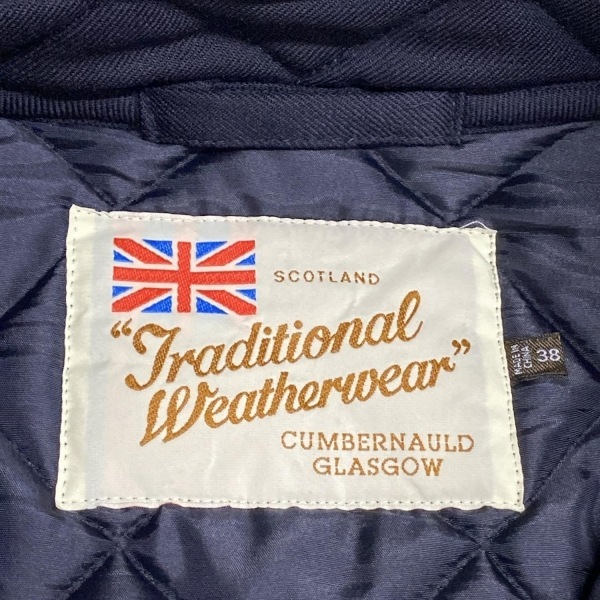 SCOTLAND
"Traditional
Weatherwear"
CUMBERNAULD
GLASGOW
MADE IN
CHINA
38